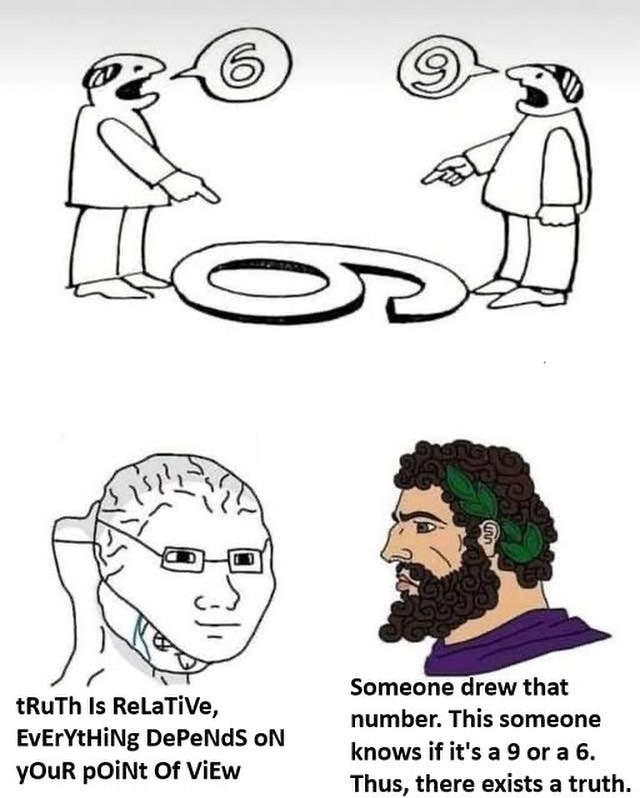 6
9
tRuTh Is ReLaTiVe,
EvErYtHiNg DePeNdS oN
yOuR pOiNt Of ViEw
Someone drew that
number. This someone
knows if it's a 9 or a 6.
Thus, there exists a truth.